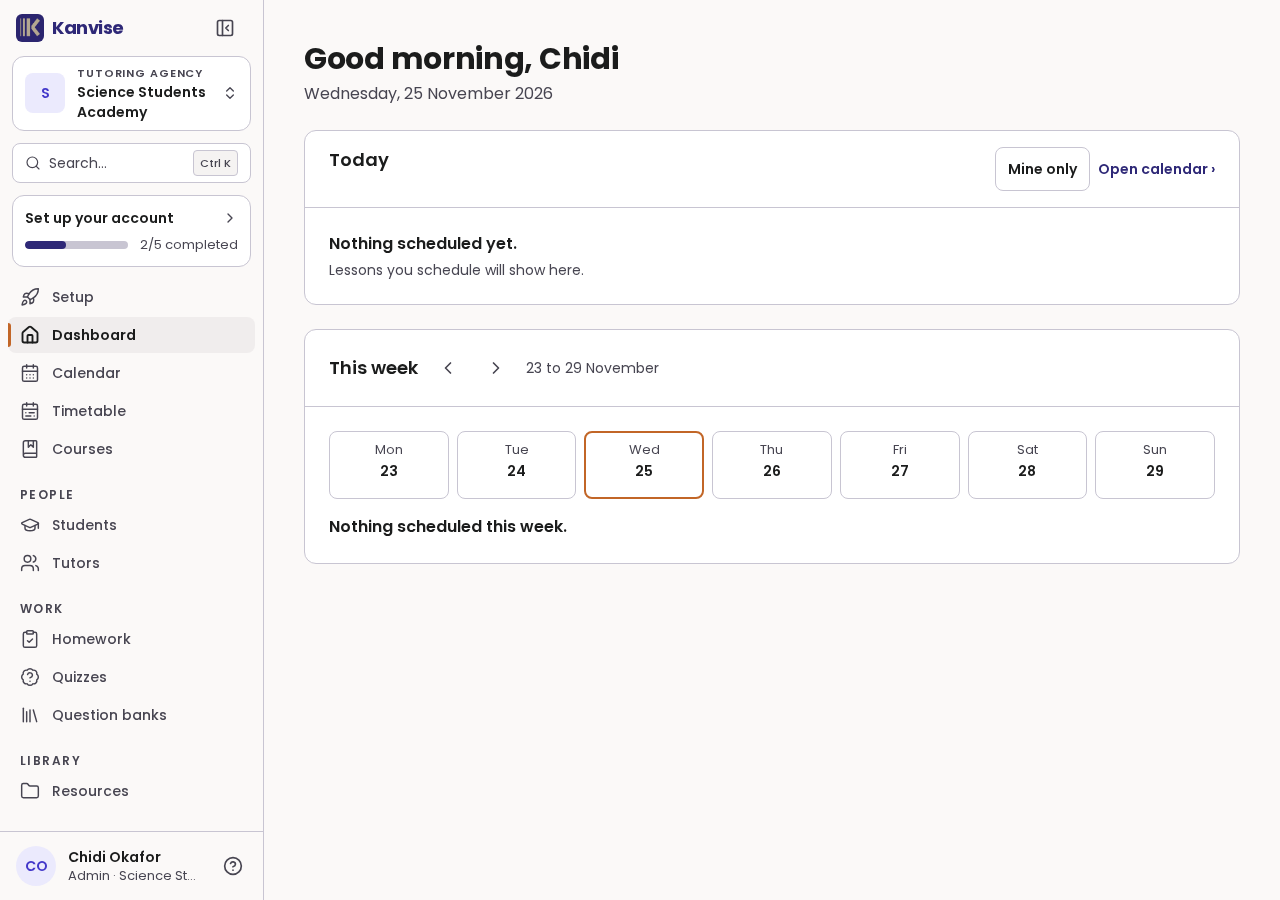 Kanvise
TUTORING AGENCY
S
Science Students
Academy
Search...
Ctrl K
Set up your account
2/5 completed
Setup
Dashboard
Calendar
Timetable
Courses
PEOPLE
Students
Tutors
WORK
Homework
Quizzes
Question banks
LIBRARY
Resources
CO
Chidi Okafor
Admin · Science St...
Good morning, Chidi
Wednesday, 25 November 2026
Today
Mine only
Open calendar ›
Nothing scheduled yet.
Lessons you schedule will show here.
This week
23 to 29 November
Mon
23
Tue
24
Wed
25
Thu
26
Fri
27
Sat
28
Sun
29
Nothing scheduled this week.